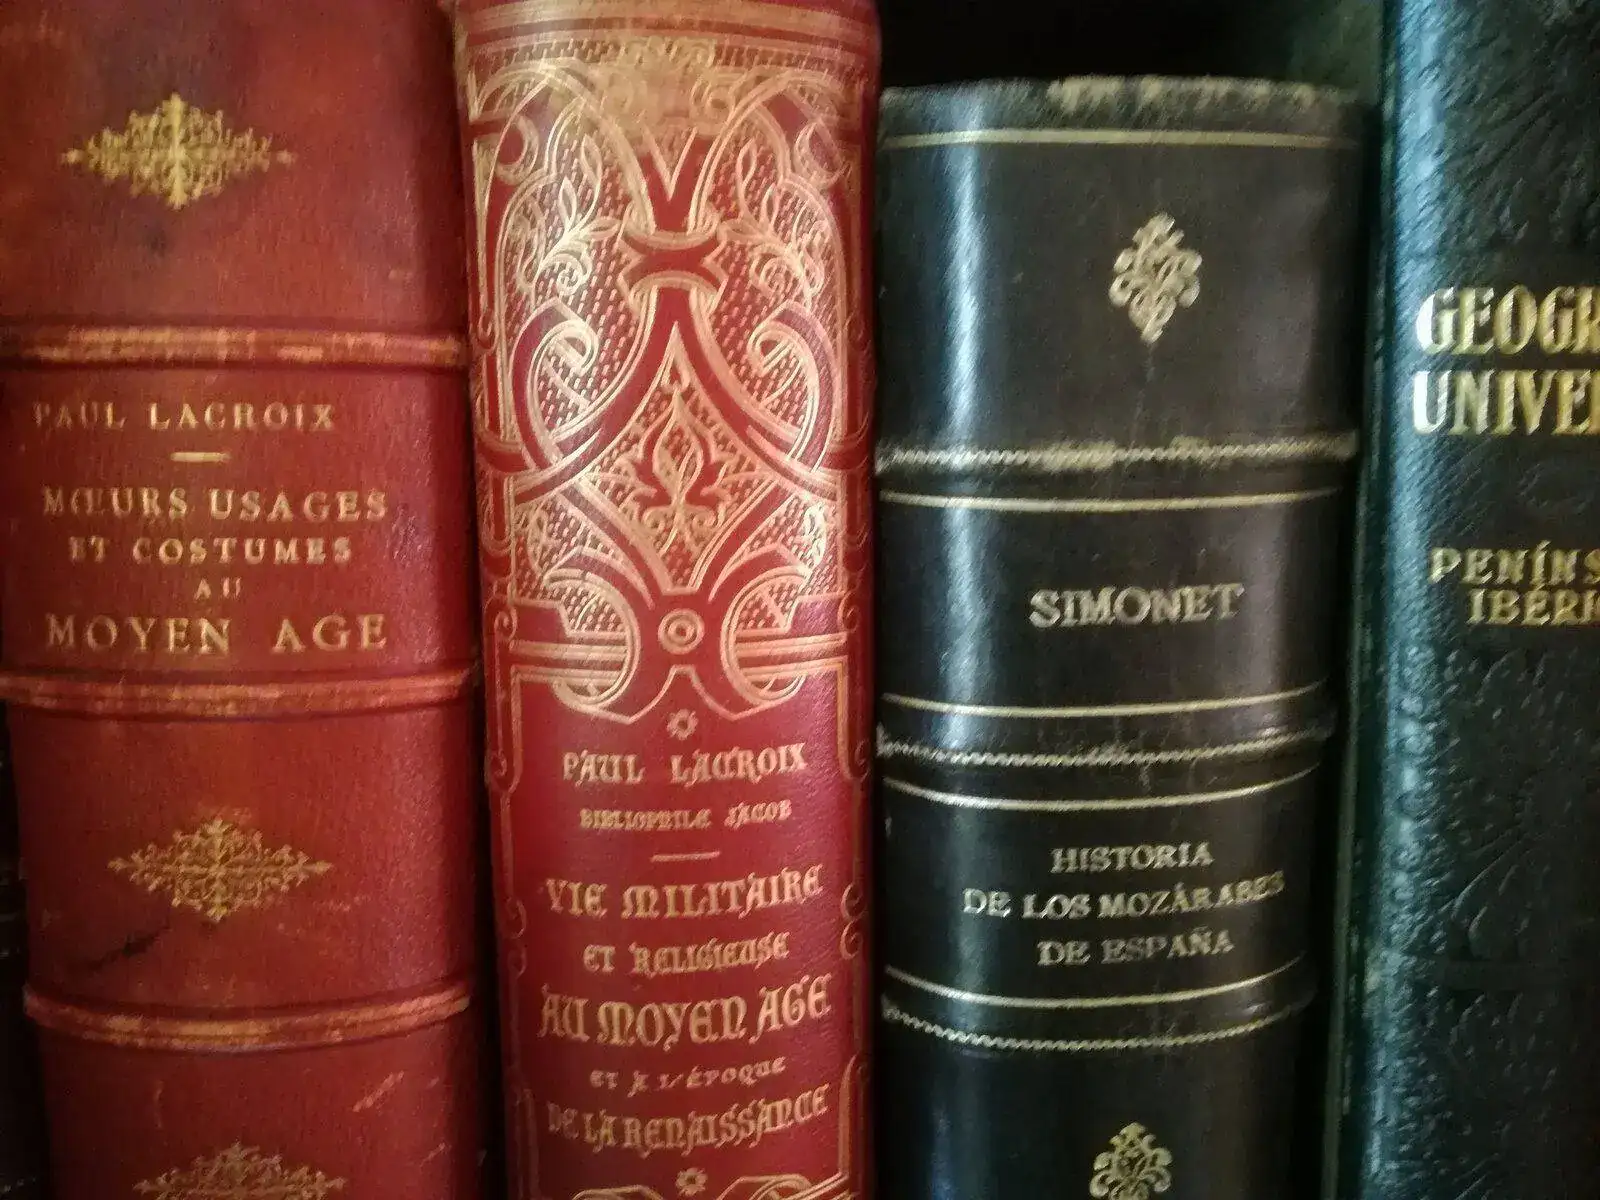 PAUL LACROIX
MŒURS USAGES
ET COSTUMES
AU
MOYEN AGE
PAUL LACROIX
BIBLIOPHILE JACOB
VIE MILITAIRE
ET RELIGIEUSE
AU MOYEN AGE
ET A L'ÉPOQUE
DE LA RENAISSANCE
SIMONET
HISTORIA
DE LOS MOZÁRABES
DE ESPAÑA
GEOGR
UNIVER
PENÍNS
IBÉRIC